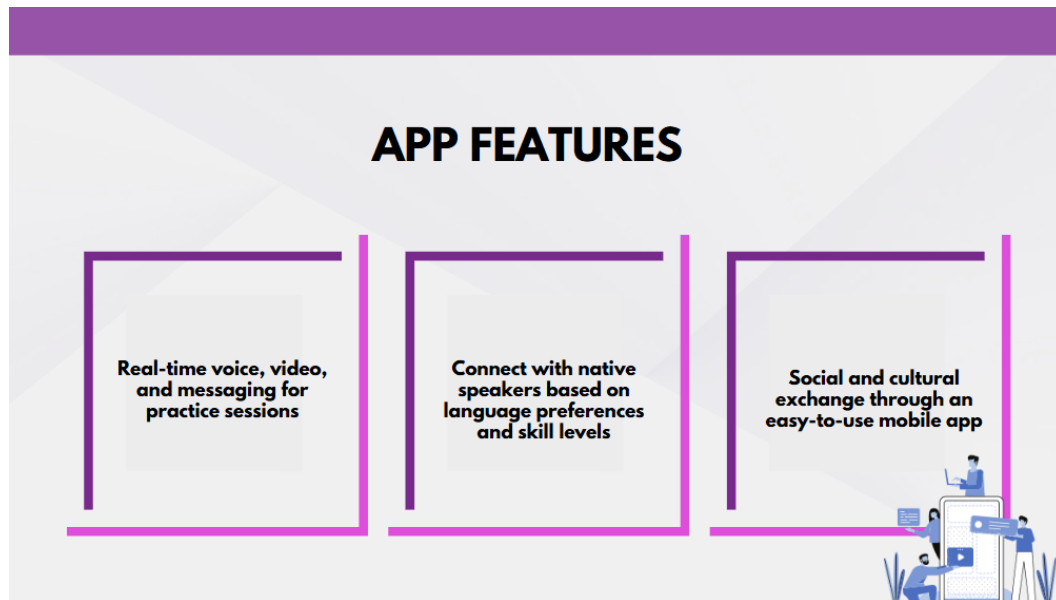 APP FEATURES
Real-time voice, video,
and messaging for
practice sessions
Connect with native
speakers based on
language preferences
and skill levels
Social and cultural
exchange through an
easy-to-use mobile app